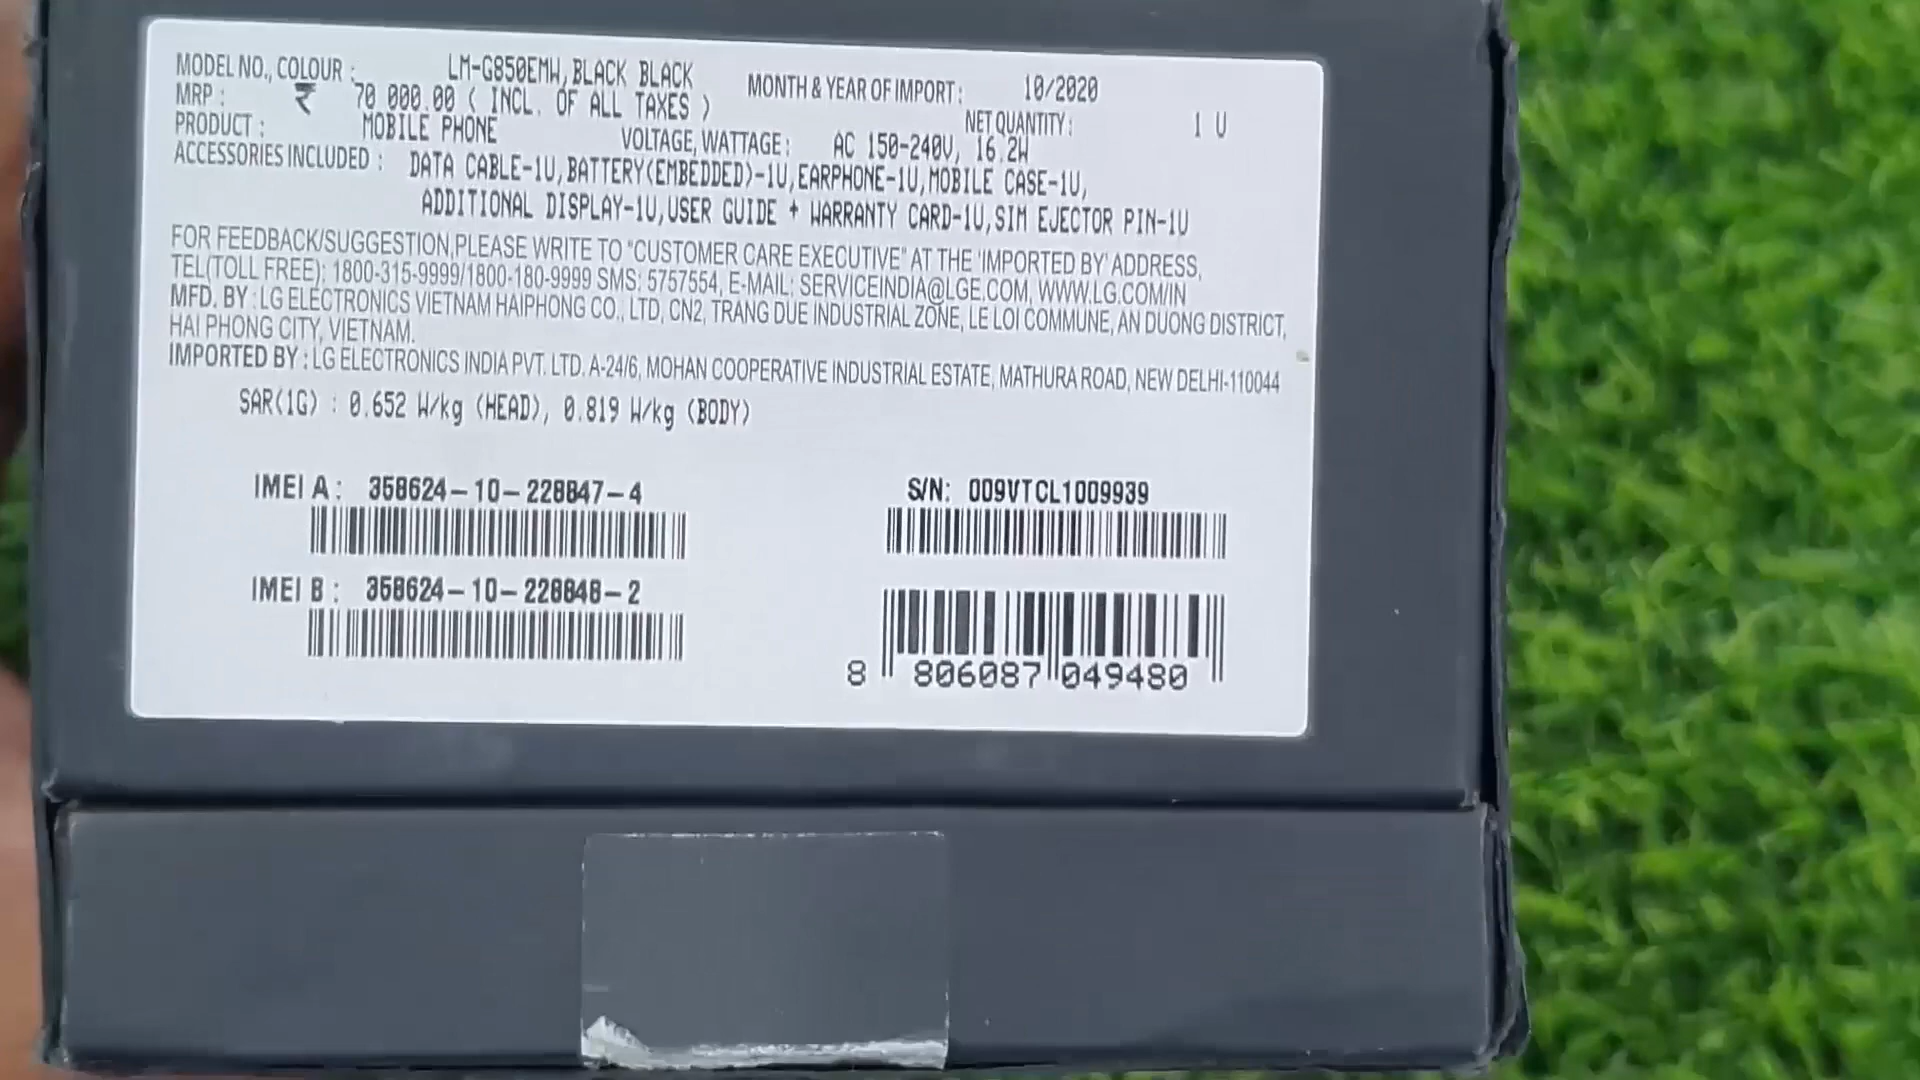 MODEL NO., COLOUR : LM-G850EMW,BLACK BLACK
MRP : ₹ 70 000.00 ( INCL. OF ALL TAXES ) MONTH & YEAR OF IMPORT : 10/2020
PRODUCT : MOBILE PHONE NET QUANTITY : 1 U
VOLTAGE, WATTAGE : AC 150-240V, 16.2W
ACCESSORIES INCLUDED : DATA CABLE-1U,BATTERY(EMBEDDED)-1U,EARPHONE-1U,MOBILE CASE-1U,
ADDITIONAL DISPLAY-1U,USER GUIDE + WARRANTY CARD-1U,SIM EJECTOR PIN-1U
FOR FEEDBACK/SUGGESTION,PLEASE WRITE TO "CUSTOMER CARE EXECUTIVE" AT THE 'IMPORTED BY' ADDRESS,
TEL(TOLL FREE): 1800-315-9999/1800-180-9999 SMS: 5757554, E-MAIL: SERVICEINDIA@LGE.COM, WWW.LG.COM/IN
MFD. BY : LG ELECTRONICS VIETNAM HAIPHONG CO., LTD, CN2, TRANG DUE INDUSTRIAL ZONE, LE LOI COMMUNE, AN DUONG DISTRICT,
HAI PHONG CITY, VIETNAM.
IMPORTED BY : LG ELECTRONICS INDIA PVT. LTD. A-24/6, MOHAN COOPERATIVE INDUSTRIAL ESTATE, MATHURA ROAD, NEW DELHI-110044
SAR(1G) : 0.652 W/kg (HEAD), 0.819 W/kg (BODY)
IMEI A : 358624-10-228847-4
S/N: 009VTCL1009939
IMEI B : 358624-10-228848-2
8 806087 049480